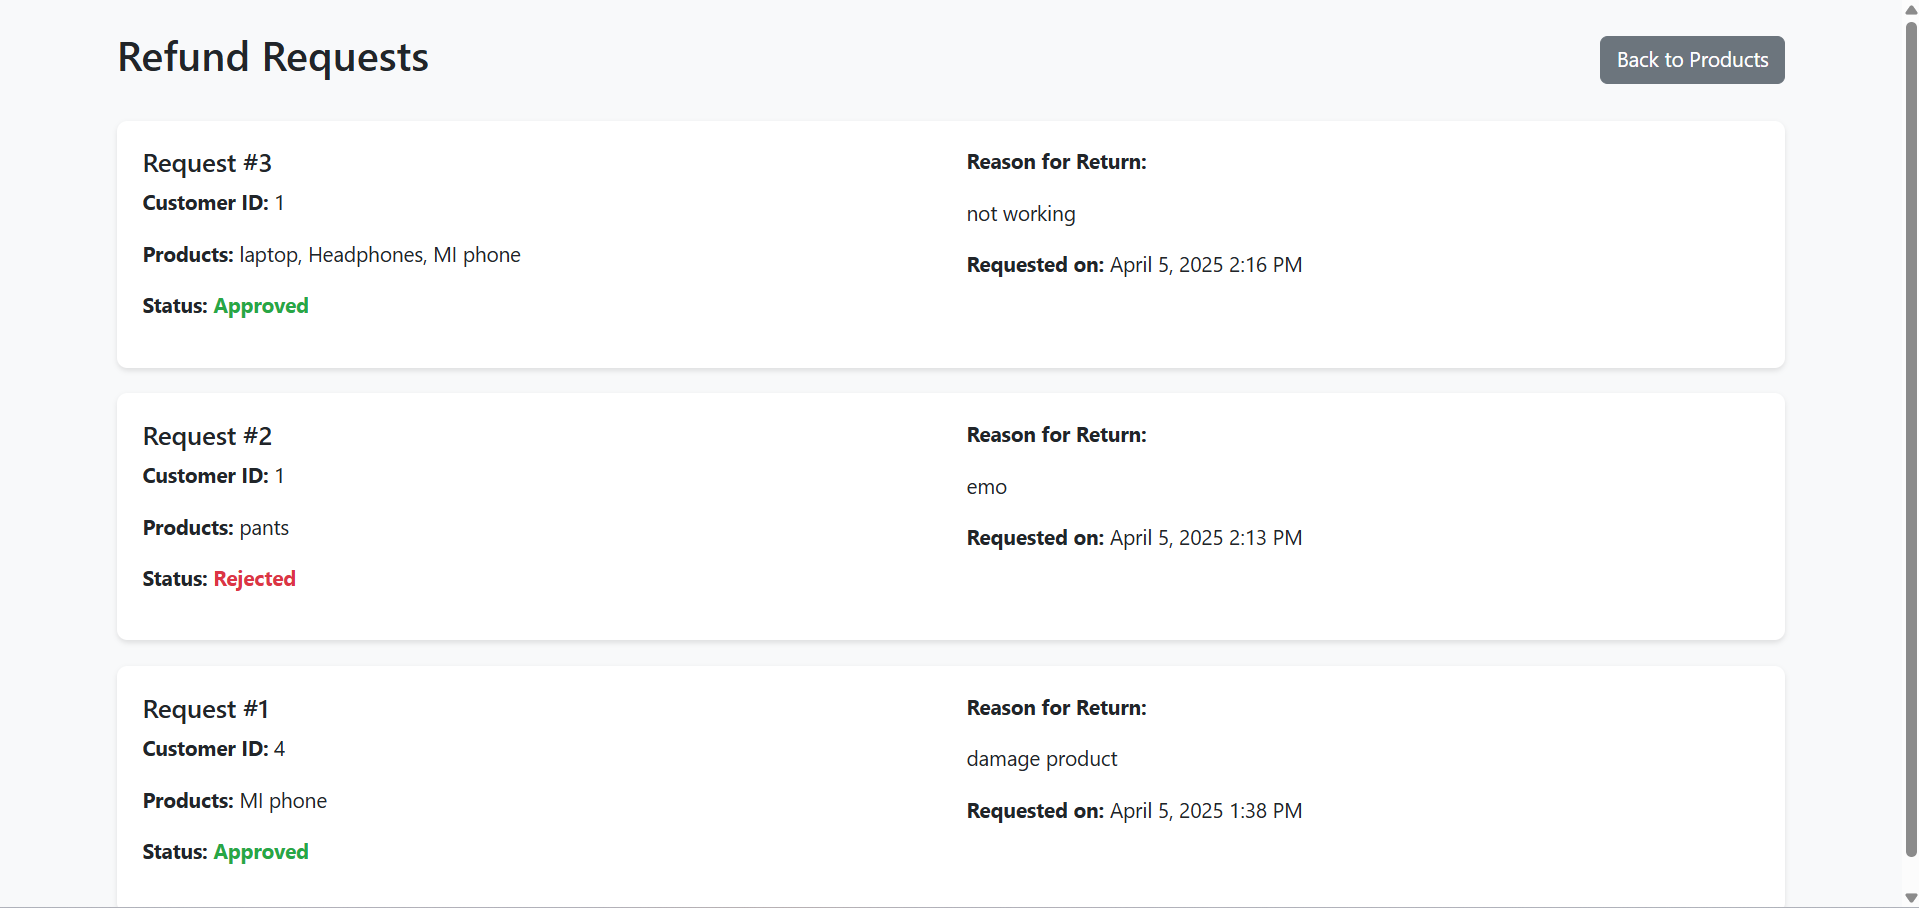 Refund Requests
Back to Products
Request #3
Customer ID: 1
Products: laptop, Headphones, MI phone
Status: Approved
Reason for Return:
not working
Requested on: April 5, 2025 2:16 PM
Request #2
Customer ID: 1
Products: pants
Status: Rejected
Reason for Return:
emo
Requested on: April 5, 2025 2:13 PM
Request #1
Customer ID: 4
Products: MI phone
Status: Approved
Reason for Return:
damage product
Requested on: April 5, 2025 1:38 PM